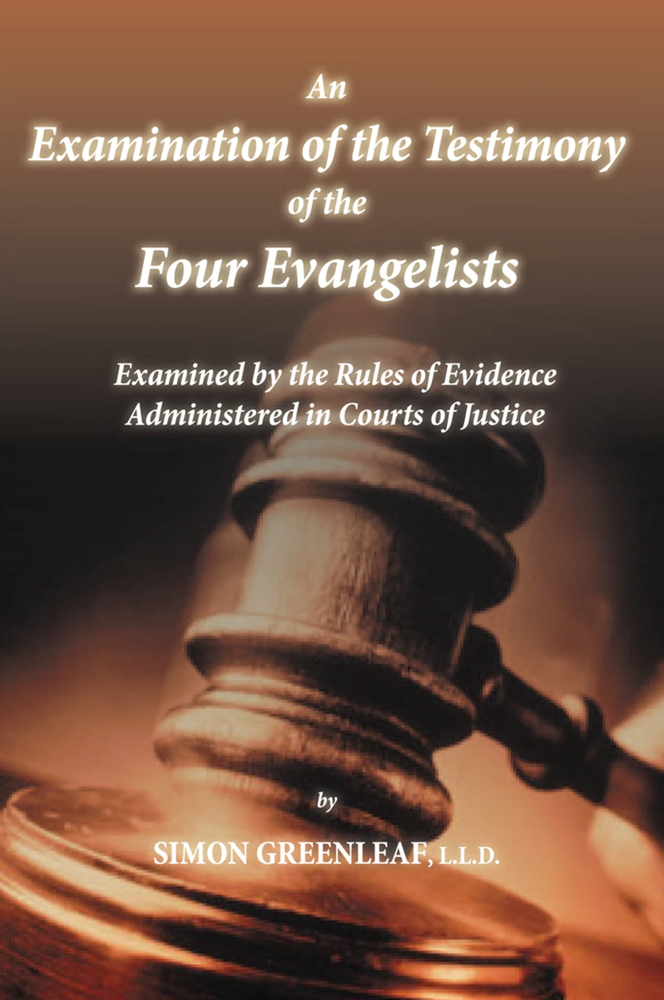 An
Examination of the Testimony
of the
Four Evangelists
Examined by the Rules of Evidence
Administered in Courts of Justice
by
SIMON GREENLEAF, L.L.D.